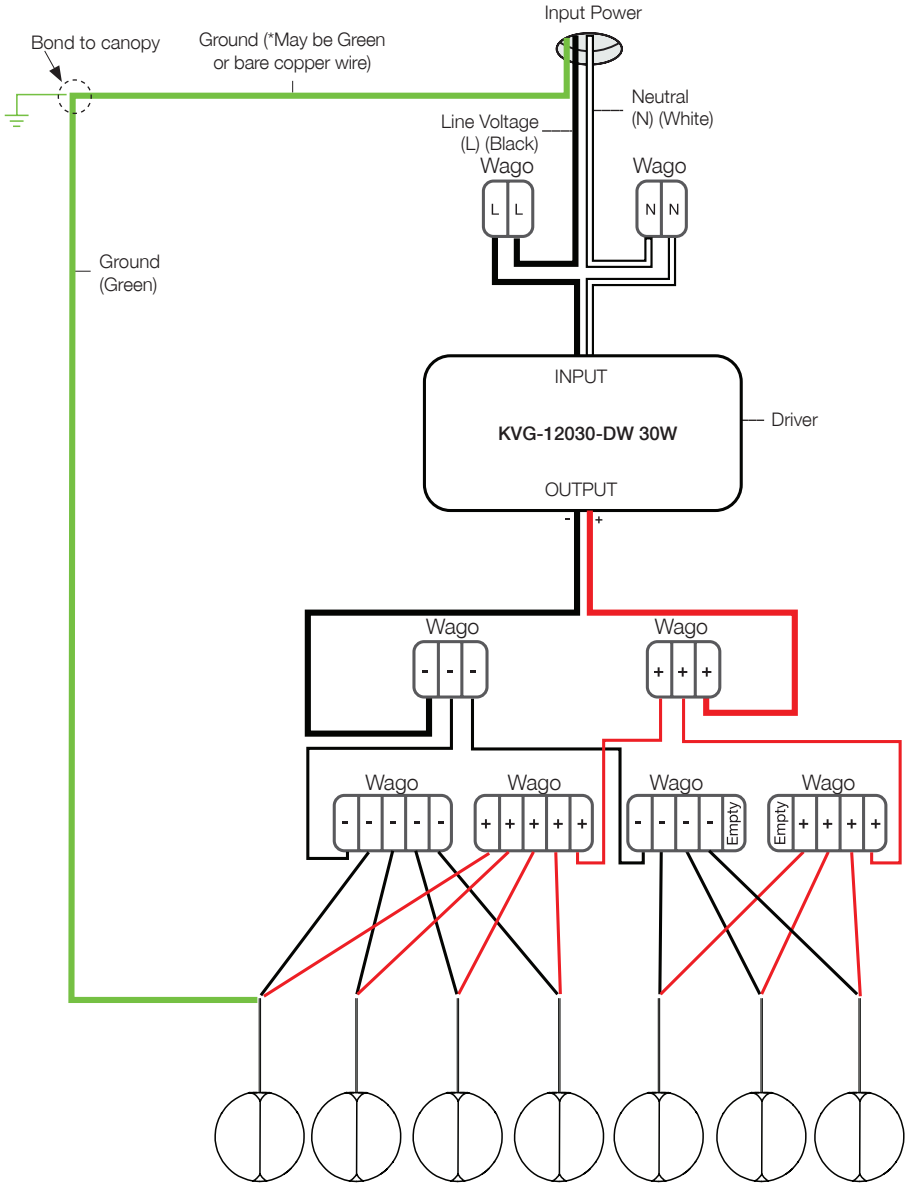 Input Power
Bond to canopy
Ground (*May be Green
or bare copper wire)
Neutral
(N) (White)
Line Voltage
(L) (Black)
Wago
Wago
L L
N N
Ground
(Green)
INPUT
KVG-12030-DW 30W
Driver
OUTPUT
- +
Wago
Wago
- - -
+ + +
Wago
Wago
Wago
Wago
- - - - -
+ + + + +
- - - - Empty
Empty + + + +